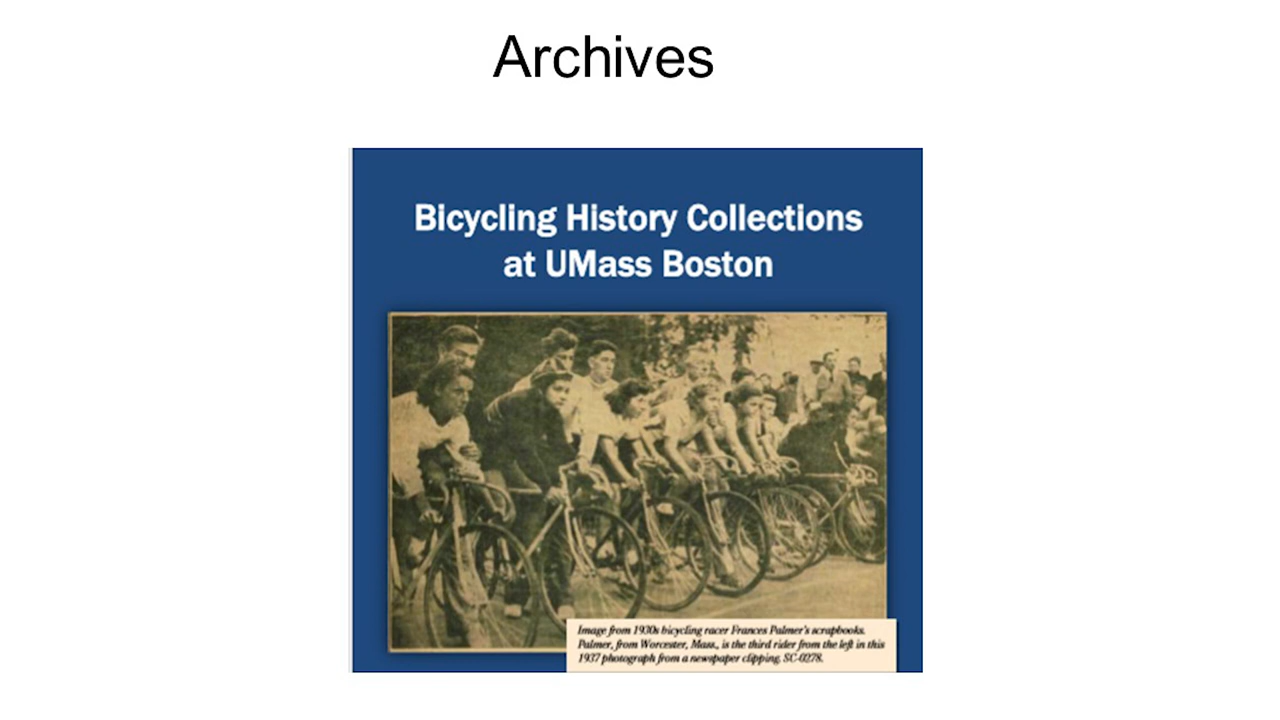 Archives
Bicycling History Collections
at UMass Boston
Image from 1930s bicycling racer Frances Palmer's scrapbooks.
Palmer, from Worcester, Mass., is the third rider from the left in this
1937 photograph from a newspaper clipping, SC-0278.